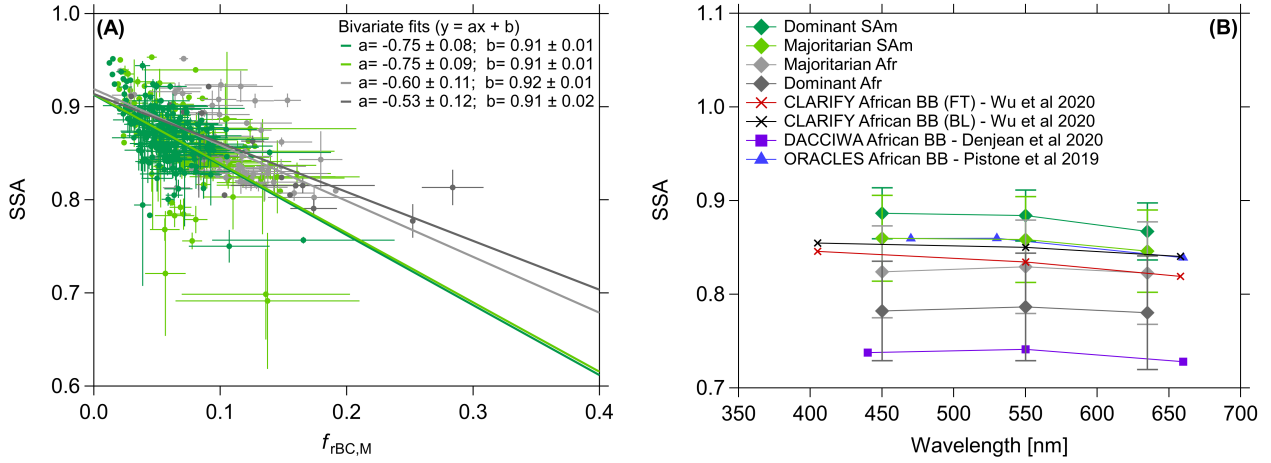 (A)
Bivariate fits (y = ax + b)
a= -0.75 ± 0.08; b= 0.91 ± 0.01
a= -0.75 ± 0.09; b= 0.91 ± 0.01
a= -0.60 ± 0.11; b= 0.92 ± 0.01
a= -0.53 ± 0.12; b= 0.91 ± 0.02
1.0
0.9
0.8
0.7
0.6
SSA
0.0 0.1 0.2 0.3 0.4
frBC,M
(B)
Dominant SAm
Majoritarian SAm
Majoritarian Afr
Dominant Afr
CLARIFY African BB (FT) - Wu et al 2020
CLARIFY African BB (BL) - Wu et al 2020
DACCIWA African BB - Denjean et al 2020
ORACLES African BB - Pistone et al 2019
1.1
1.0
0.9
0.8
0.7
SSA
350 400 450 500 550 600 650 700
Wavelength [nm]